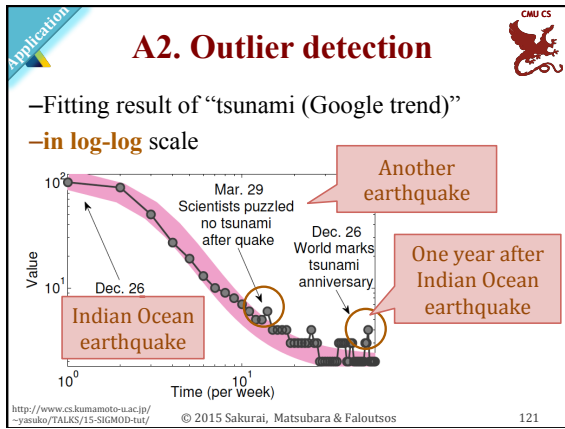 Application
CMU CS
A2. Outlier detection
–Fitting result of “tsunami (Google trend)”
–in log-log scale
Another
earthquake
Mar. 29
Scientists puzzled
no tsunami
after quake
Dec. 26
World marks
tsunami
anniversary
One year after
Indian Ocean
earthquake
Dec. 26
Indian Ocean
earthquake
Value
10²
10¹
10⁰
10¹
Time (per week)
http://www.cs.kumamoto-u.ac.jp/
~yasuko/TALKS/15-SIGMOD-tut/
© 2015 Sakurai, Matsubara & Faloutsos
121